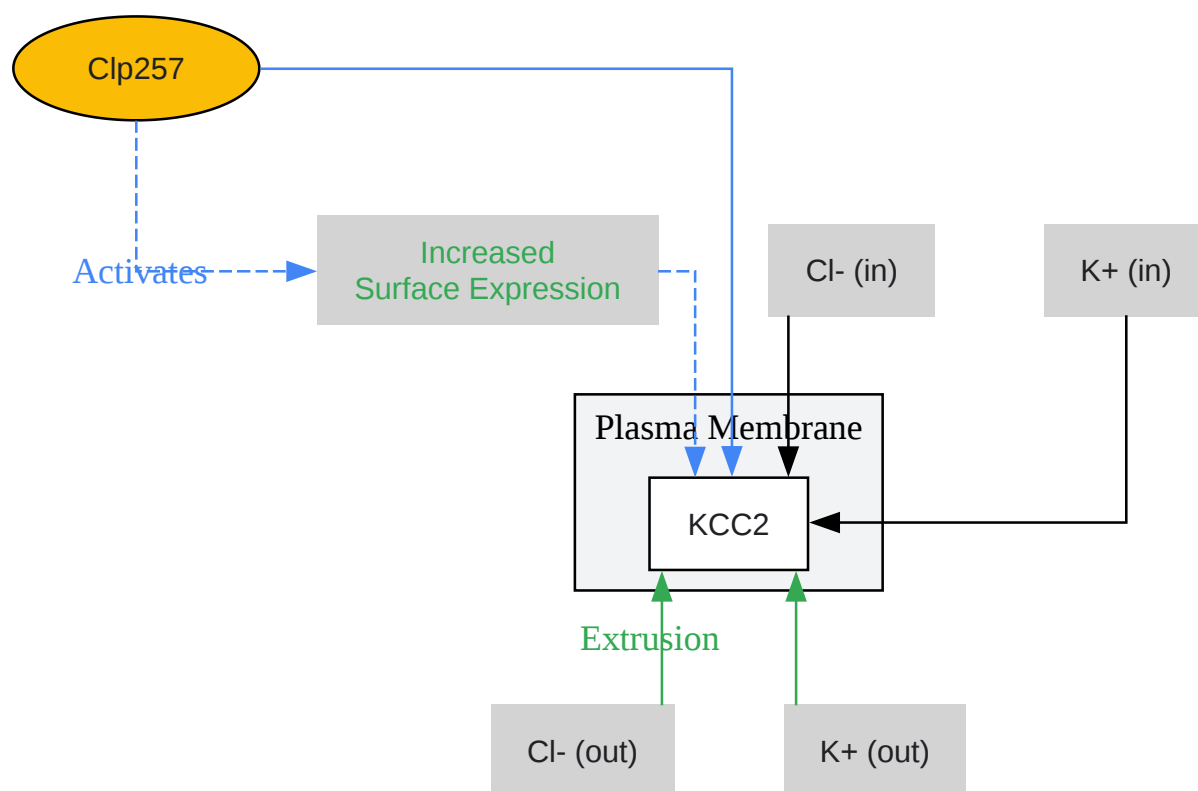 Clp257
Activates
Increased
Surface Expression
Cl- (in)
K+ (in)
Plasma Membrane
KCC2
Extrusion
Cl- (out)
K+ (out)